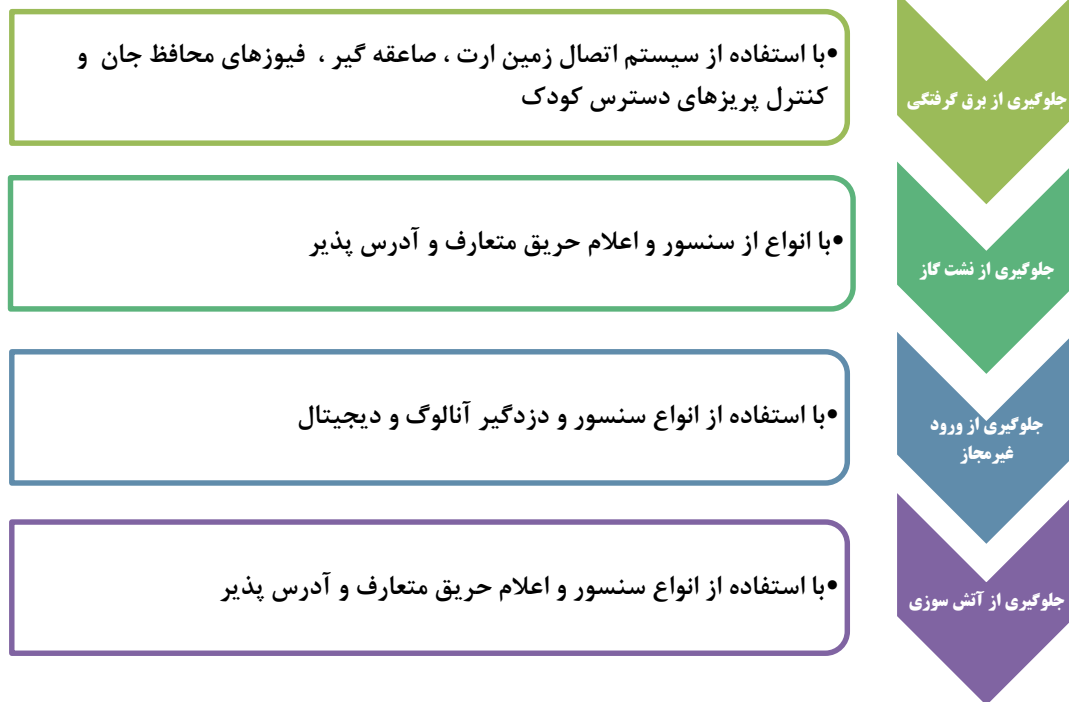 جلوگیری از برق گرفتگی
•با استفاده از سیستم اتصال زمین ارت ، صاعقه گیر ، فیوزهای محافظ جان و
کنترل پریزهای دسترس کودک
جلوگیری از نشت گاز
•با انواع از سنسور و اعلام حریق متعارف و آدرس پذیر
جلوگیری از ورود
غیرمجاز
•با استفاده از انواع سنسور و دزدگیر آنالوگ و دیجیتال
جلوگیری از آتش سوزی
•با استفاده از انواع سنسور و اعلام حریق متعارف و آدرس پذیر